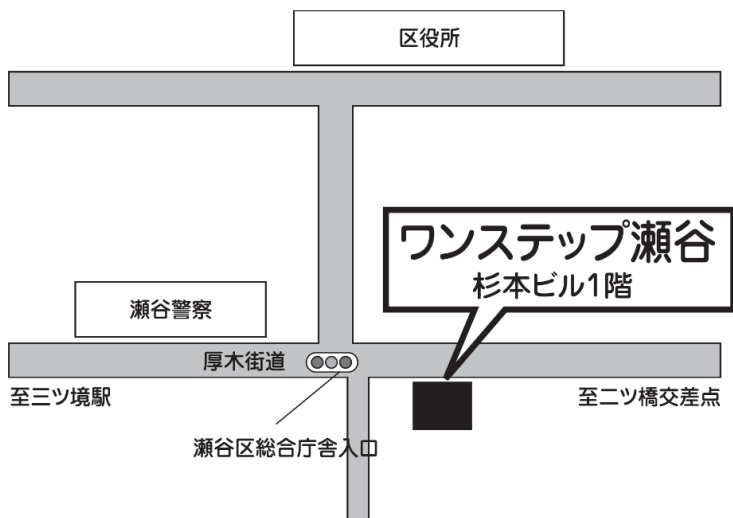 区役所
ワンステップ瀬谷
杉本ビル1階
瀬谷警察
厚木街道
至三ツ境駅
至二ツ橋交差点
瀬谷区総合庁舎入口